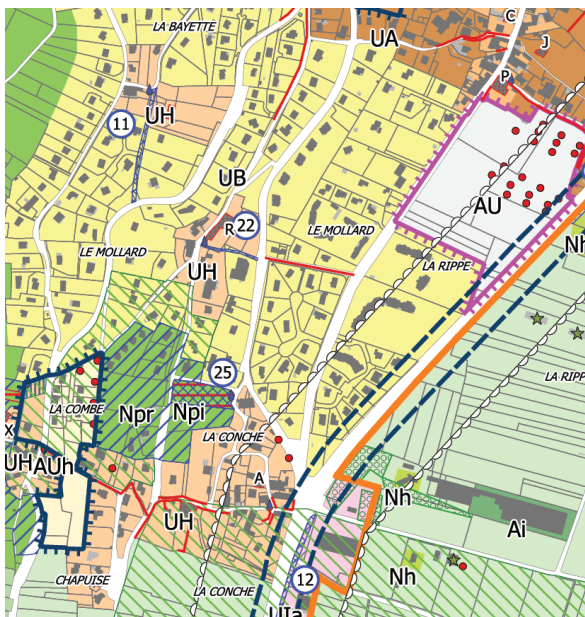 LA BAYETTE
UA
C
J
P
11
UH
UB
AU
R
22
LE MOLLARD
LE MOLLARD
Nh
UH
LA RIPPE
25
LA COMBE
Npr
Npi
LA CONCHE
LA RIPP
X
UH
AUh
A
Nh
UH
Ai
CHAPUISE
LA CONCHE
12
Nh
UIa